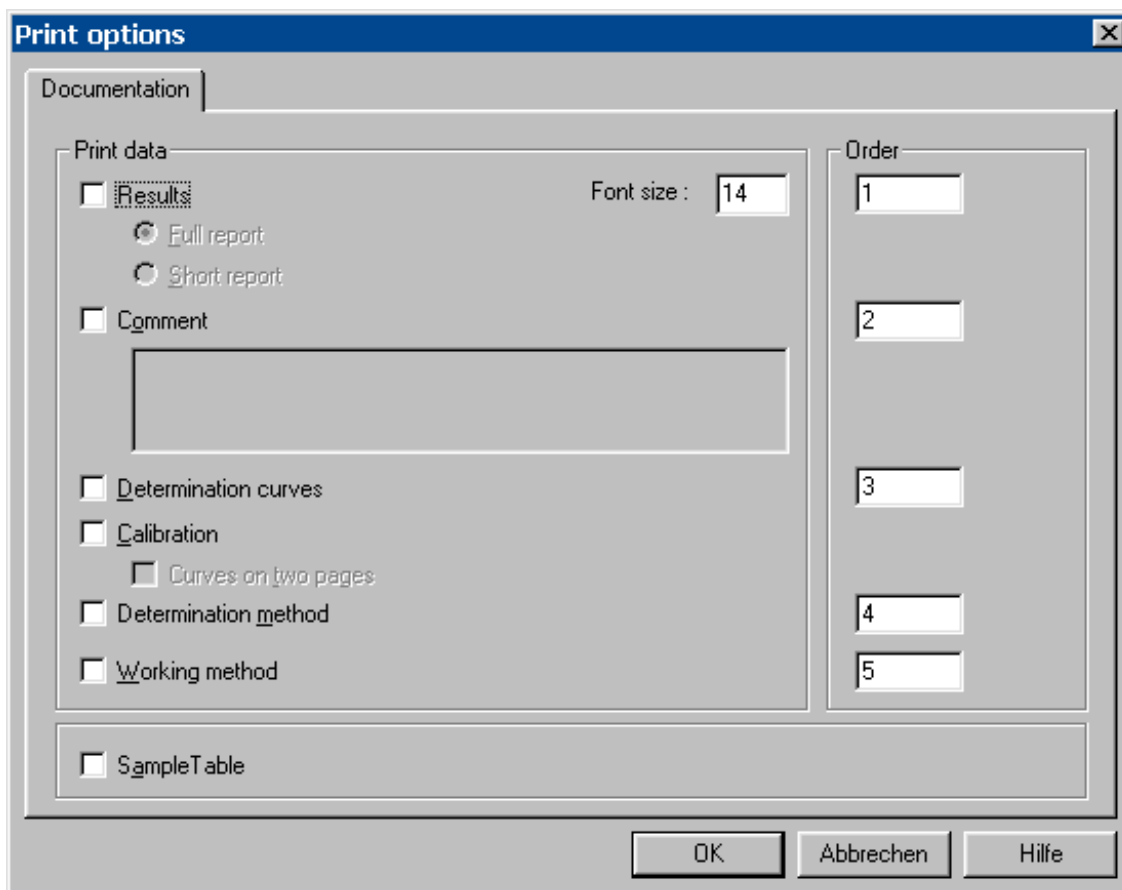 Print options
Documentation
Print data
Order
Results
Font size :
14
1
Full report
Short report
Comment
2
Determination curves
3
Calibration
Curves on two pages
Determination method
4
Working method
5
SampleTable
OK
Abbrechen
Hilfe